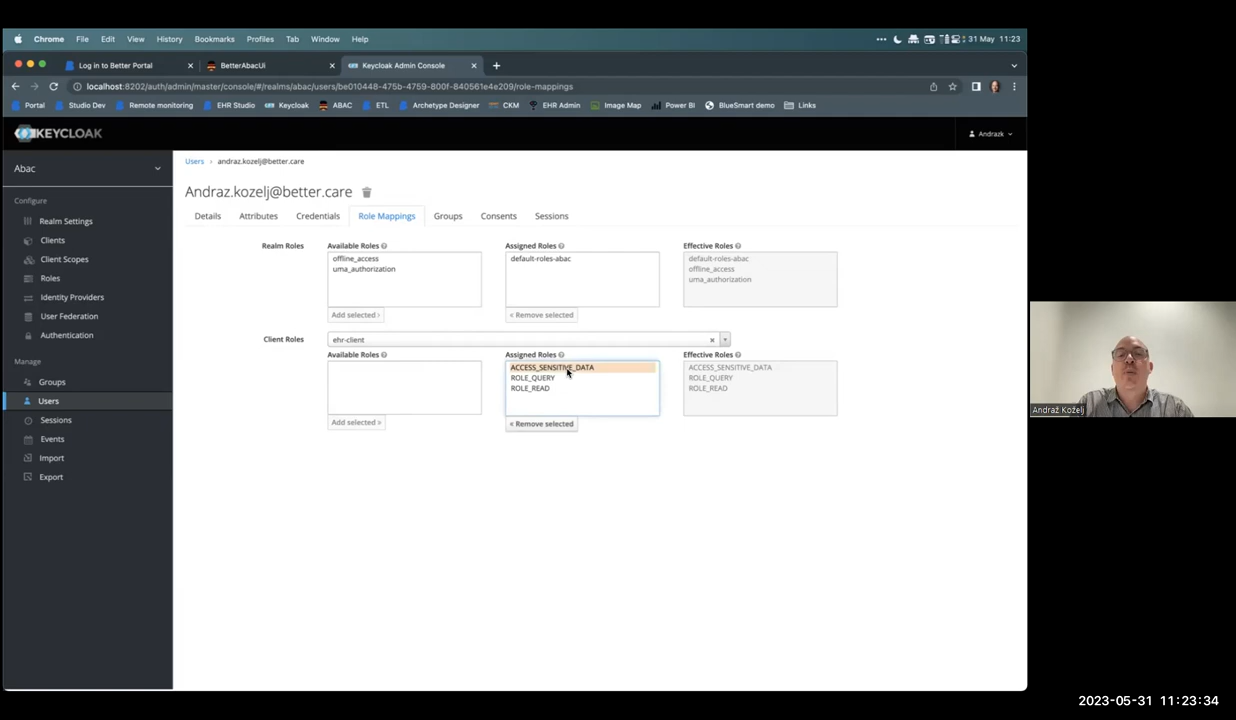 Chrome File Edit View History Bookmarks Profiles Tab Window Help
31 May 11:23
Log in to Better Portal
BetterAbacUi
Keycloak Admin Console
localhost:8202/auth/admin/master/console/#/realms/abac/users/be010448-475b-4759-800f-840561e4e209/role-mappings
Portal Studio Dev Remote monitoring EHR Studio Keycloak ABAC ETL Archetype Designer CKM EHR Admin Image Map Power BI BlueSmart demo Links
KEYCLOAK
Andrazk
Abac
Configure
Realm Settings
Clients
Client Scopes
Roles
Identity Providers
User Federation
Authentication
Manage
Groups
Users
Sessions
Events
Import
Export
Users > andraz.kozelj@better.care
Andraz.kozelj@better.care
Details Attributes Credentials Role Mappings Groups Consents Sessions
Realm Roles
Available Roles
offline_access
uma_authorization
Add selected >
Assigned Roles
default-roles-abac
« Remove selected
Effective Roles
default-roles-abac
offline_access
uma_authorization
Client Roles
ehr-client
Available Roles
Add selected »
Assigned Roles
ACCESS_SENSITIVE_DATA
ROLE_QUERY
ROLE_READ
« Remove selected
Effective Roles
ACCESS_SENSITIVE_DATA
ROLE_QUERY
ROLE_READ
Andraž Koželj
2023-05-31 11:23:34